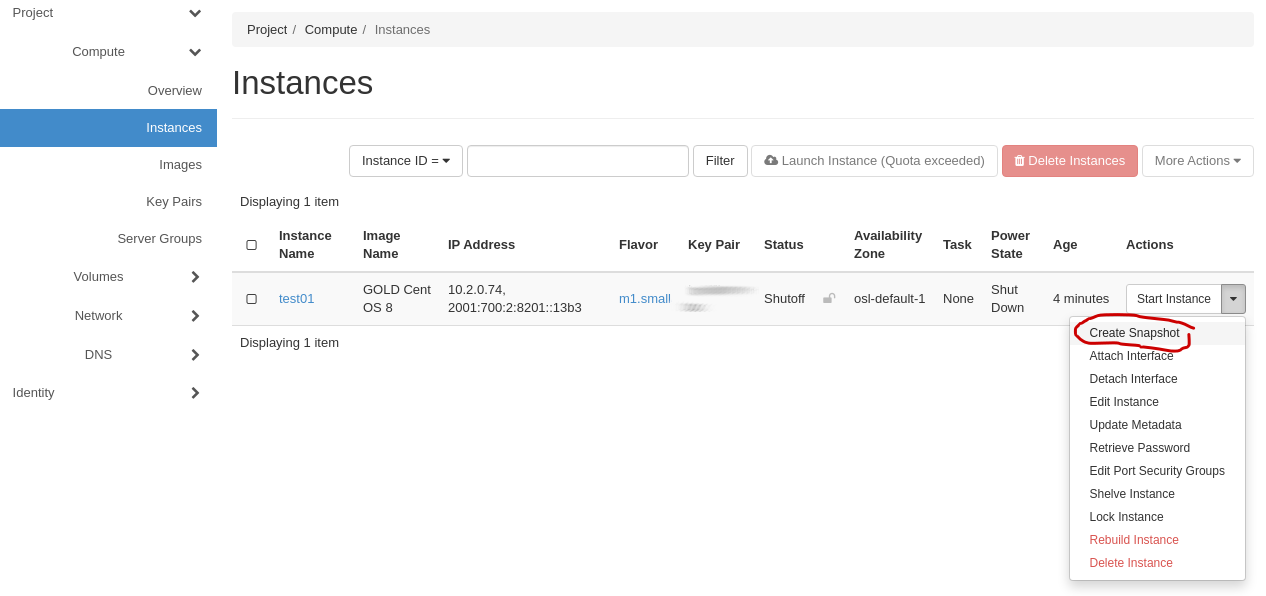 Project
Compute
Overview
Instances
Images
Key Pairs
Server Groups
Volumes
Network
DNS
Identity
Project / Compute / Instances
Instances
Instance ID = Filter Launch Instance (Quota exceeded) Delete Instances More Actions
Displaying 1 item
Instance Name Image Name IP Address Flavor Key Pair Status Availability Zone Task Power State Age Actions
test01 GOLD Cent OS 8 10.2.0.74, 2001:700:2:8201::13b3 m1.small Shutoff osl-default-1 None Shut Down 4 minutes Start Instance
Displaying 1 item
Create Snapshot
Attach Interface
Detach Interface
Edit Instance
Update Metadata
Retrieve Password
Edit Port Security Groups
Shelve Instance
Lock Instance
Rebuild Instance
Delete Instance